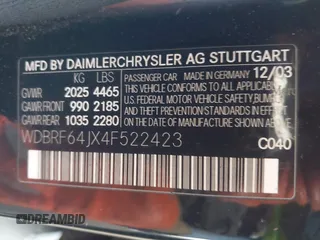 MFD BY DAIMLERCHRYSLER AG STUTTGART
KG LBS PASSENGER CAR MADE IN GERMANY 12/03
GVWR 2025 4465 THIS VEHICLE CONFORMS TO ALL APPLICABLE
GAWR FRONT 990 2185 U.S. FEDERAL MOTOR VEHICLE SAFETY, BUMPER,
GAWR REAR 1035 2280 AND THEFT PREVENTION STANDARDS IN EFFECT
ON THE DATE OF MANUFACTURE SHOWN ABOVE.
WDBRF64JX4F522423
C040
DREAMBID